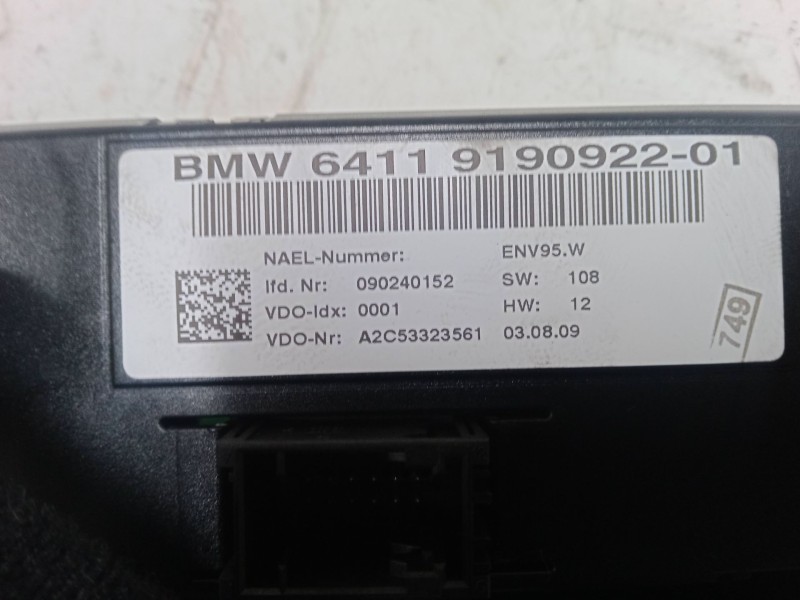 BMW 6411 9190922-01
NAEL-Nummer: ENV95.W
lfd. Nr: 090240152 SW: 108
VDO-Idx: 0001 HW: 12
VDO-Nr: A2C53323561 03.08.09
749